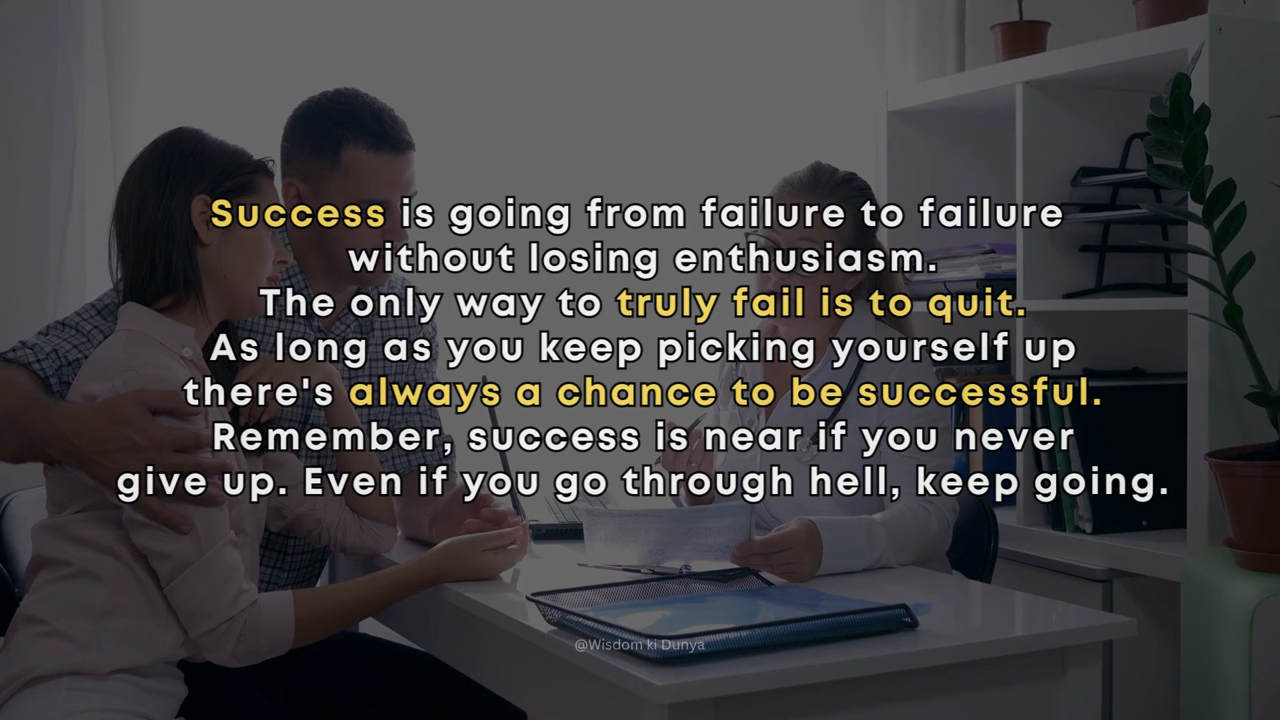 Success is going from failure to failure
without losing enthusiasm.
The only way to truly fail is to quit.
As long as you keep picking yourself up
there's always a chance to be successful.
Remember, success is near if you never
give up. Even if you go through hell, keep going.
@Wisdom ki Dunya